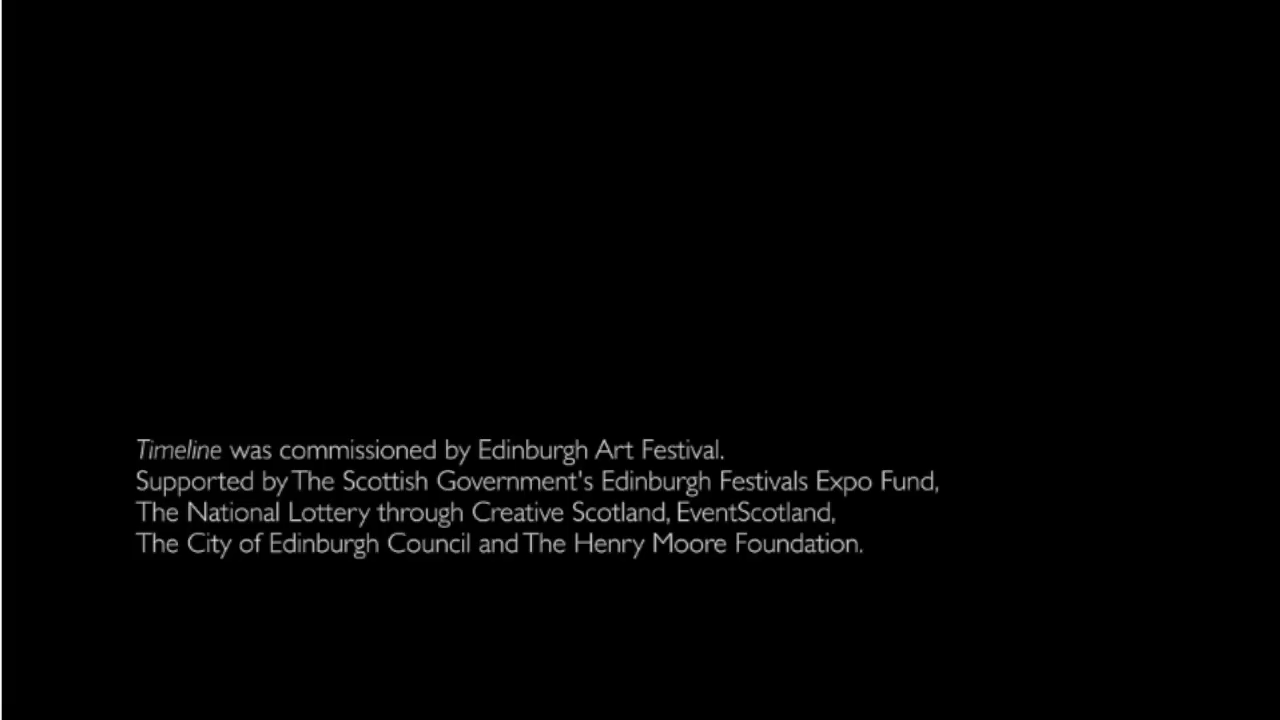 Timeline was commissioned by Edinburgh Art Festival.
Supported by The Scottish Government's Edinburgh Festivals Expo Fund,
The National Lottery through Creative Scotland, EventScotland,
The City of Edinburgh Council and The Henry Moore Foundation.